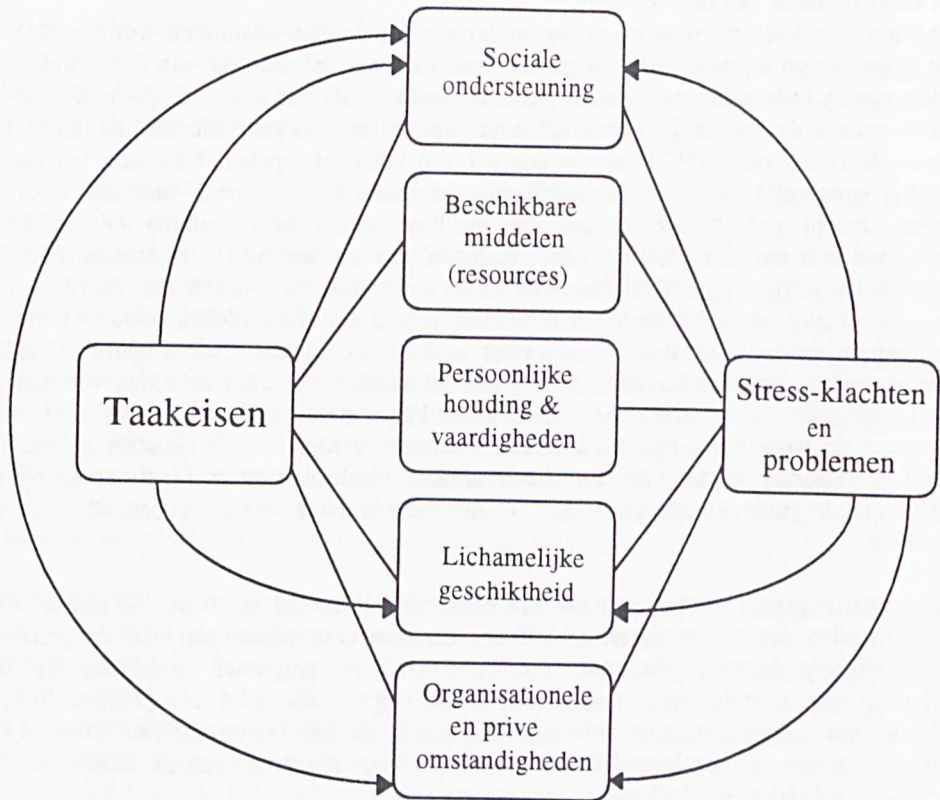 Sociale
ondersteuning
Beschikbare
middelen
(resources)
Taakeisen
Persoonlijke
houding &
vaardigheden
Stress-klachten
en
problemen
Lichamelijke
geschiktheid
Organisationele
en prive
omstandigheden